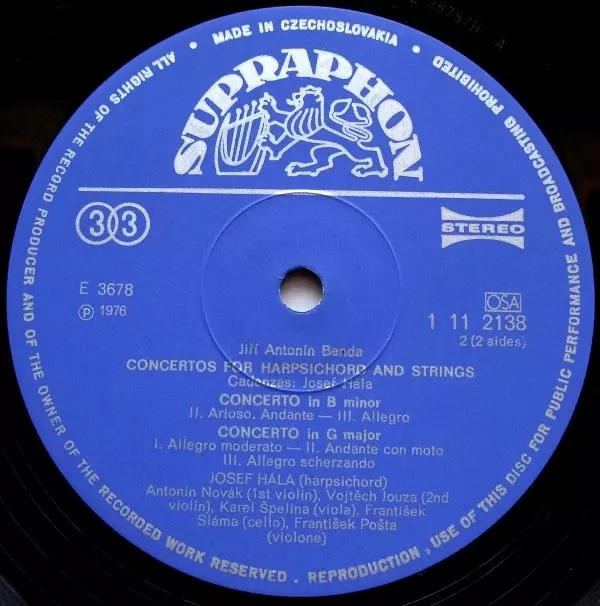 MADE IN CZECHOSLOVAKIA
ALL RIGHTS OF THE RECORD PRODUCER AND OF THE OWNER OF THE RECORDED WORK RESERVED . REPRODUCTION , USE OF THIS DISC FOR PUBLIC PERFORMANCE AND BROADCASTING PROHIBITED
SUPRAPHON
33
STEREO
E 3678
Ⓟ 1976
OSA
1 11 2138
2 (2 sides)
Jiří Antonín Benda
CONCERTOS FOR HARPSICHORD AND STRINGS
Cadenzas: Josef Hála
CONCERTO in B minor
II. Arioso. Andante — III. Allegro
CONCERTO in G major
I. Allegro moderato — II. Andante con moto
III. Allegro scherzando
JOSEF HÁLA (harpsichord)
Antonín Novák (1st violin), Vojtěch Jouza (2nd
violin), Karel Špelina (viola), František
Sláma (cello), František Pošta
(violone)